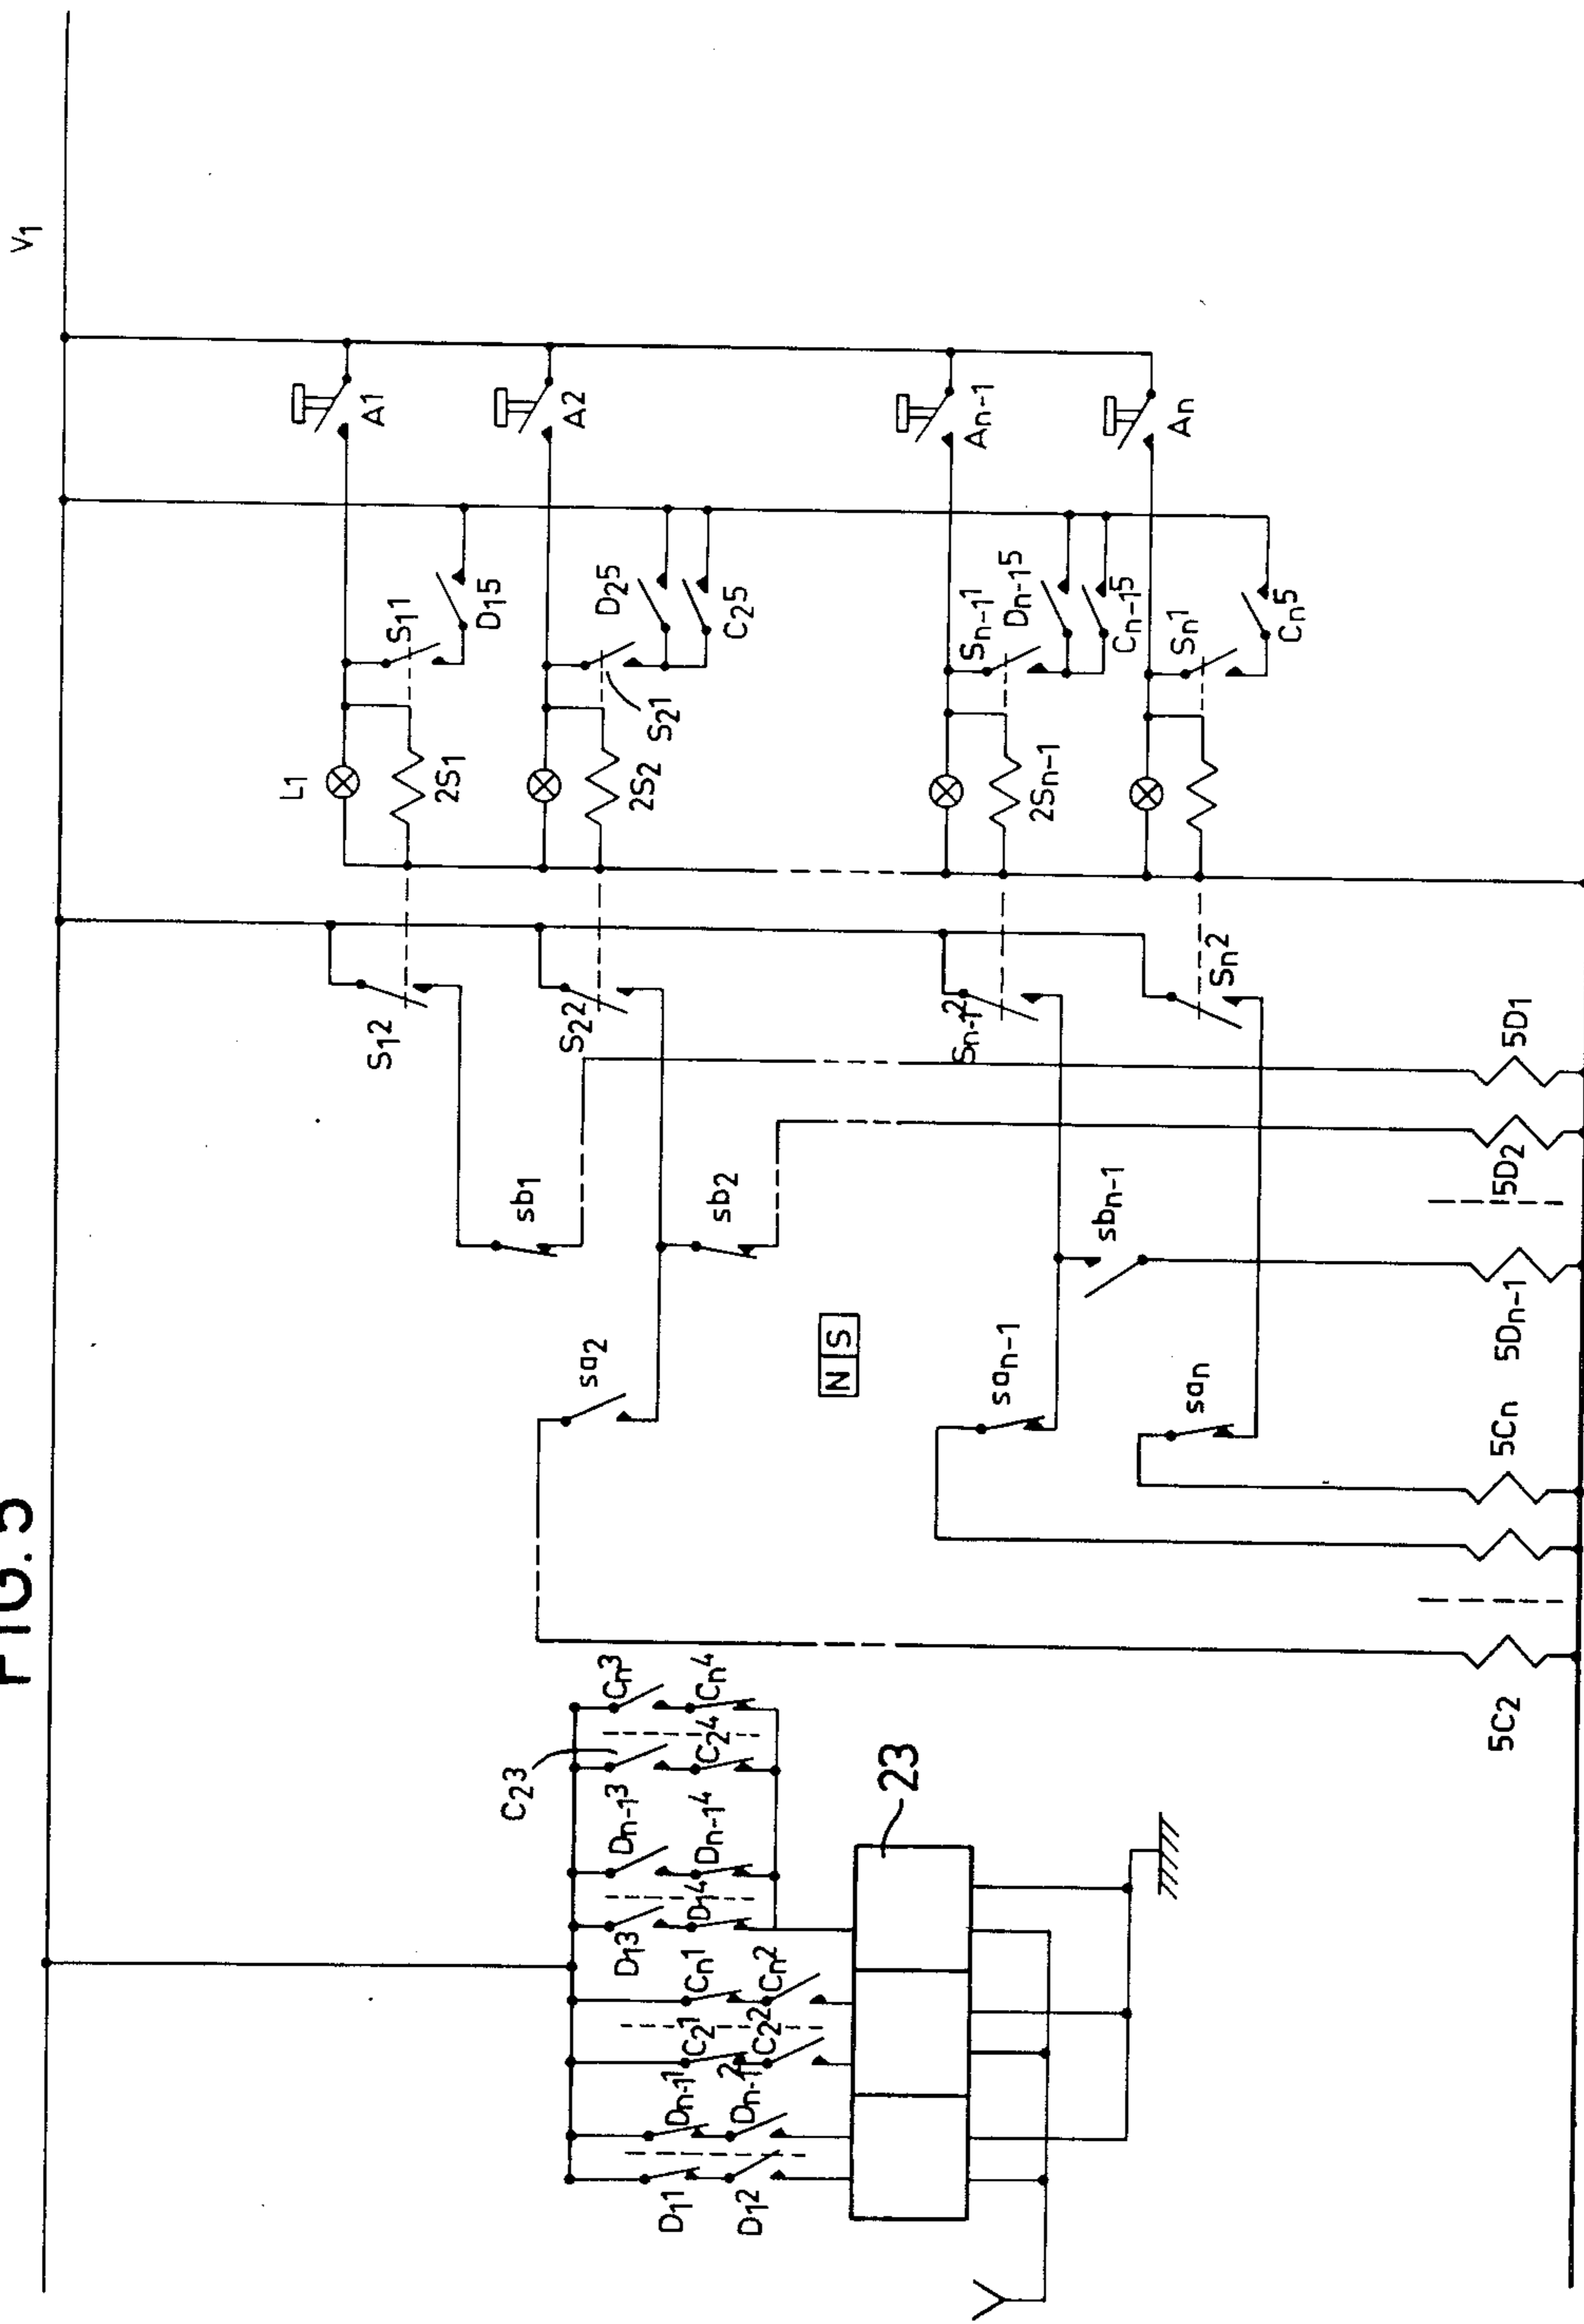 FIG. 5
V1
A1
A2
An-1
An
S11
D15
D25
C25
S21
Sn-11
Dn-15
Cn-15
Sn1
Cn5
L1
2S1
2S2
2Sn-1
S12
S22
Sn-12
Sn2
sb1
sb2
sbn-1
sa2
N S
san-1
san
5D1
5D2
5Dn-1
5Cn
5C2
C23
Cn3
Cn4
C24
Dn-13
Dn-14
D13
D14
Cn1
Cn2
C21
C22
Dn-11
Dn-12
D11
D12
23